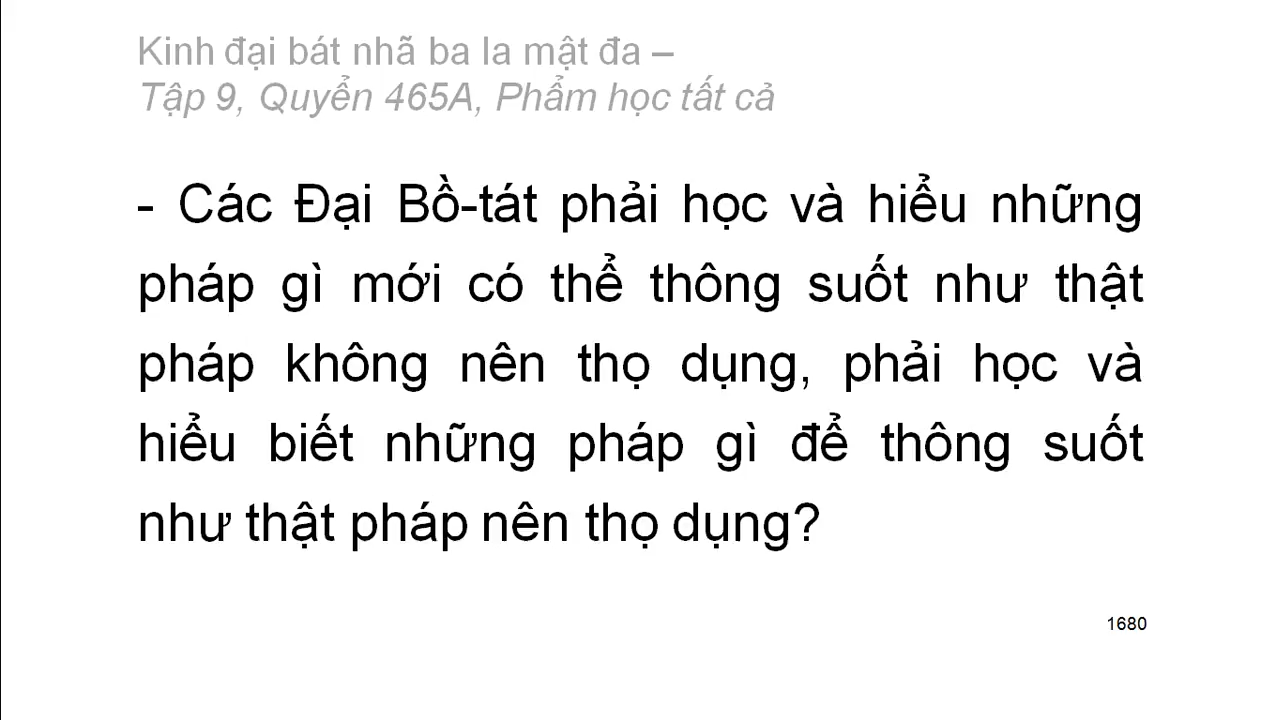 Kinh đại bát nhã ba la mật đa –
Tập 9, Quyển 465A, Phẩm học tất cả
- Các Đại Bồ-tát phải học và hiểu những
pháp gì mới có thể thông suốt như thật
pháp không nên thọ dụng, phải học và
hiểu biết những pháp gì để thông suốt
như thật pháp nên thọ dụng?
1680